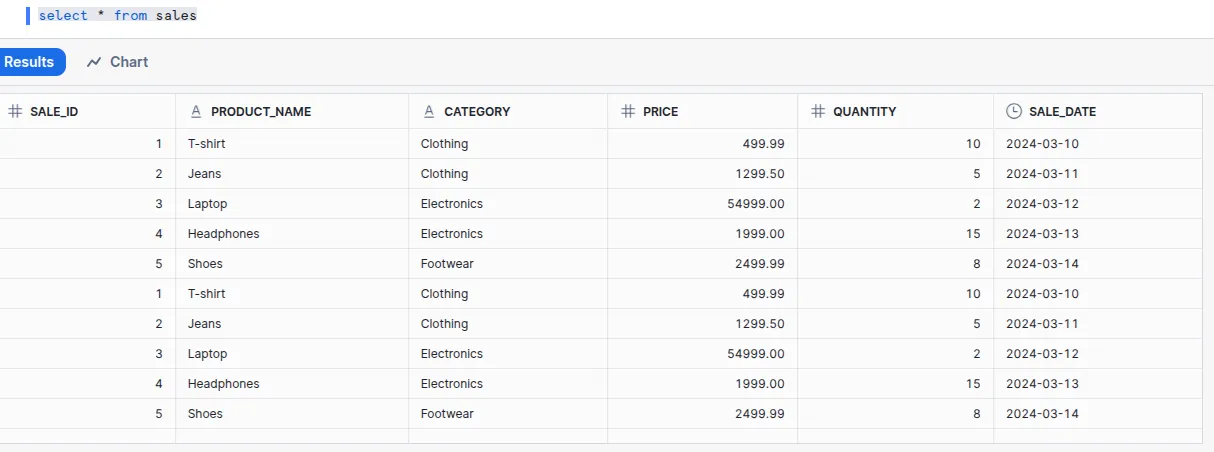 select * from sales
Results Chart
SALE_ID PRODUCT_NAME CATEGORY PRICE QUANTITY SALE_DATE
1 T-shirt Clothing 499.99 10 2024-03-10
2 Jeans Clothing 1299.50 5 2024-03-11
3 Laptop Electronics 54999.00 2 2024-03-12
4 Headphones Electronics 1999.00 15 2024-03-13
5 Shoes Footwear 2499.99 8 2024-03-14
1 T-shirt Clothing 499.99 10 2024-03-10
2 Jeans Clothing 1299.50 5 2024-03-11
3 Laptop Electronics 54999.00 2 2024-03-12
4 Headphones Electronics 1999.00 15 2024-03-13
5 Shoes Footwear 2499.99 8 2024-03-14